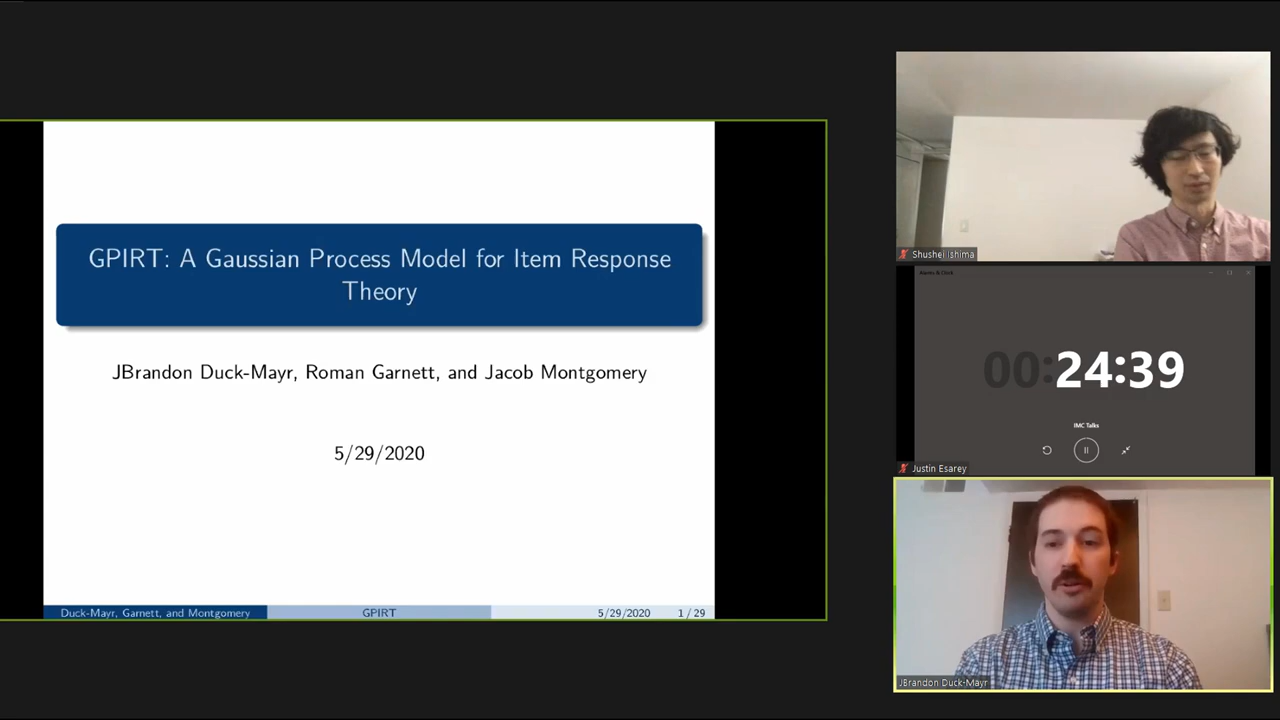 GPIRT: A Gaussian Process Model for Item Response
Theory
JBrandon Duck-Mayr, Roman Garnett, and Jacob Montgomery
5/29/2020
Duck-Mayr, Garnett, and Montgomery GPIRT 5/29/2020 1 / 29
Shushei Ishima
Alarms & Clock
00:24:39
IMC Talks
Justin Esarey
JBrandon Duck-Mayr